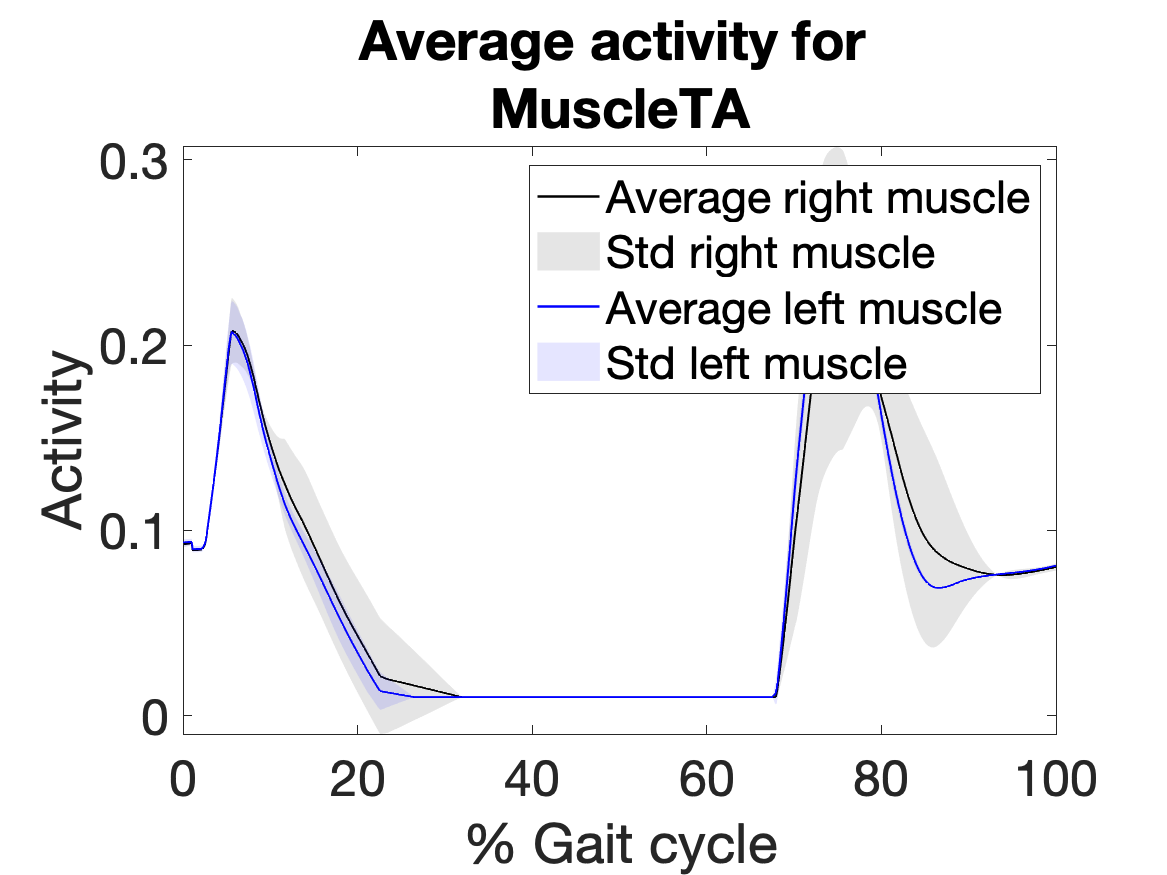 Average activity for
MuscleTA
0.3
0.2
0.1
0
Activity
Average right muscle
Std right muscle
Average left muscle
Std left muscle
0 20 40 60 80 100
% Gait cycle